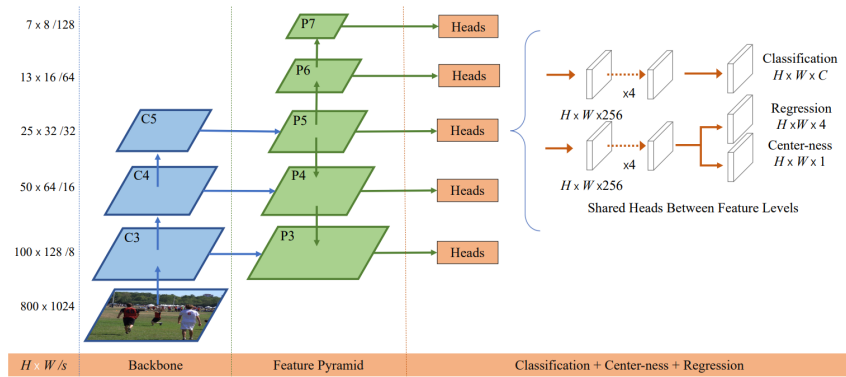 7 x 8 /128
P7
Heads
13 x 16 /64
P6
Heads
25 x 32 /32
C5
P5
Heads
50 x 64 /16
C4
P4
Heads
100 x 128 /8
C3
P3
Heads
800 x 1024
x4
H x W x256
Classification
H x W x C
x4
H x W x256
Regression
H xW x 4
Center-ness
H x W x 1
Shared Heads Between Feature Levels
H x W /s
Backbone
Feature Pyramid
Classification + Center-ness + Regression